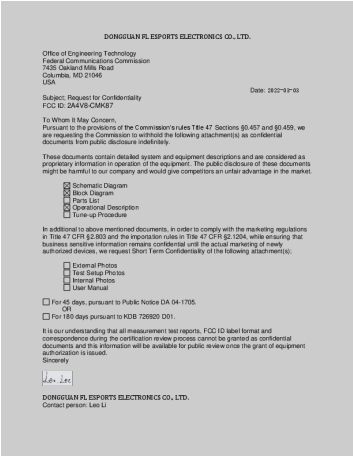 DONGGUAN FL ESPORTS ELECTRONICS CO., LTD.
Office of Engineering Technology
Federal Communications Commission
7435 Oakland Mills Road
Columbia, MD 21046
USA
Date: 2022-03-03
Subject: Request for Confidentiality
FCC ID: 2A4V8-CMK87
To Whom It May Concern,
Pursuant to the provisions of the Commission's rules Title 47 Sections §0.457 and §0.459, we
are requesting the Commission to withhold the following attachment(s) as confidential
documents from public disclosure indefinitely.
These documents contain detailed system and equipment descriptions and are considered as
proprietary information in operation of the equipment. The public disclosure of these documents
might be harmful to our company and would give competitors an unfair advantage in the market.
☒ Schematic Diagram
☒ Block Diagram
☐ Parts List
☒ Operational Description
☐ Tune-up Procedure
In additional to above mentioned documents, in order to comply with the marketing regulations
in Title 47 CFR §2.803 and the importation rules in Title 47 CFR §2.1204, while ensuring that
business sensitive information remains confidential until the actual marketing of newly
authorized devices, we request Short Term Confidentiality of the following attachment(s):
☐ External Photos
☐ Test Setup Photos
☐ Internal Photos
☐ User Manual
☐ For 45 days, pursuant to Public Notice DA 04-1705.
OR
☐ For 180 days pursuant to KDB 726920 D01.
It is our understanding that all measurement test reports, FCC ID label format and
correspondence during the certification review process cannot be granted as confidential
documents and this information will be available for public review once the grant of equipment
authorization is issued.
Sincerely
DONGGUAN FL ESPORTS ELECTRONICS CO., LTD.
Contact person: Leo Li